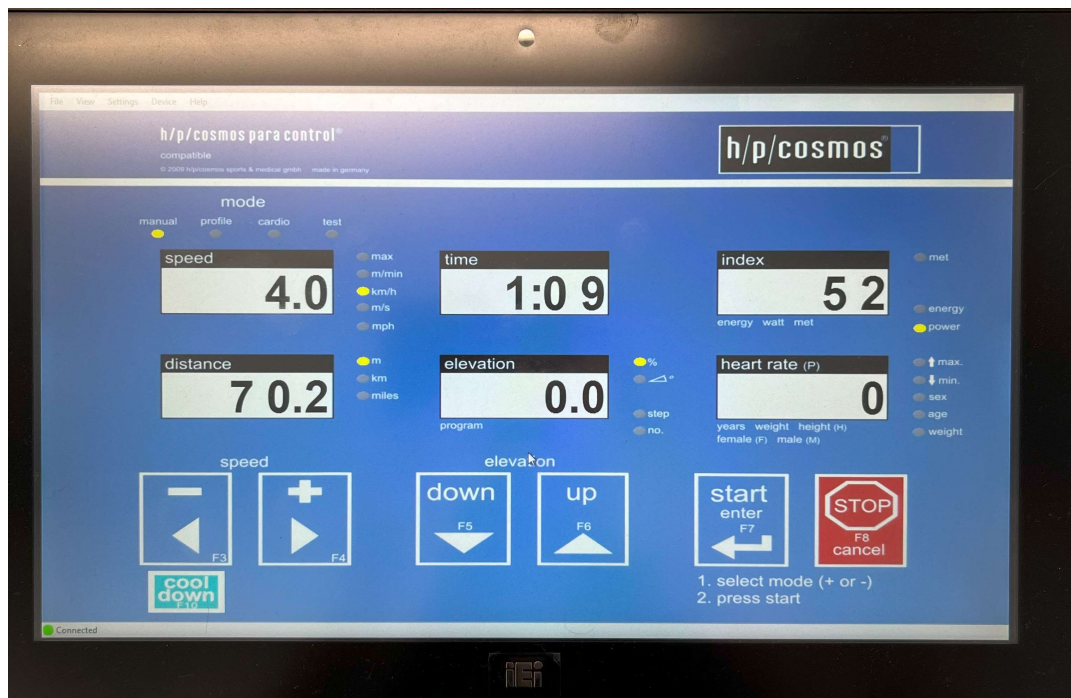 File View Settings Device Help
h/p/cosmos para control®
compatible
© 2009 h/p/cosmos sports & medical gmbh made in germany
h/p/cosmos®
mode
manual profile cardio test
speed
4.0
max
m/min
km/h
m/s
mph
time
1:09
index
52
energy watt met
met
energy
power
distance
70.2
m
km
miles
elevation
0.0
program
%
°
step
no.
heart rate (P)
0
years weight height (H)
female (F) male (M)
max.
min.
sex
age
weight
speed
elevation
F3
F4
down
F5
up
F6
start
enter
F7
STOP
F8
cancel
cool
down
F10
1. select mode (+ or -)
2. press start
Connected
iEi